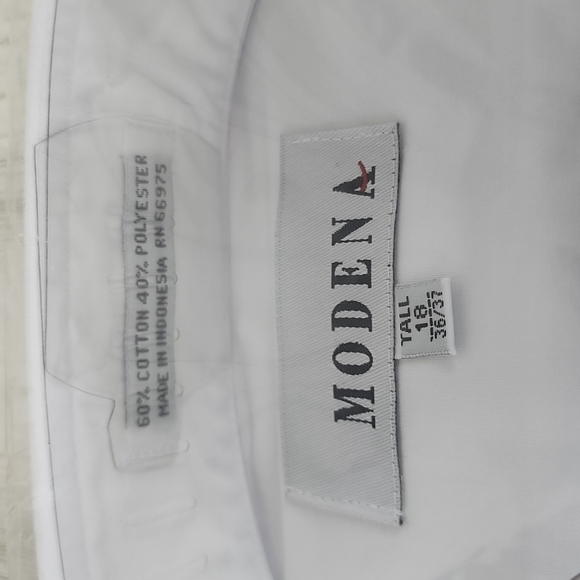 60% COTTON 40% POLYESTER
MADE IN INDONESIA RN 66975
MODENA
TALL
18
36/37